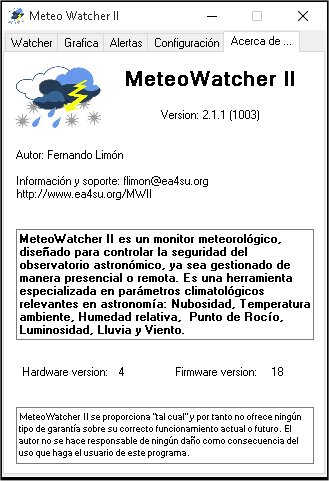 Meteo Watcher II
Watcher Grafica Alertas Configuración Acerca de ...
MeteoWatcher II
Version: 2.1.1 (1003)
Autor: Fernando Limón
Información y soporte: flimon@ea4su.org
http://www.ea4su.org/MWII
MeteoWatcher II es un monitor meteorológico,
diseñado para controlar la seguridad del
observatorio astronómico, ya sea gestionado de
manera presencial o remota. Es una herramienta
especializada en parámetros climatológicos
relevantes en astronomía: Nubosidad, Temperatura
ambiente, Humedad relativa, Punto de Rocío,
Luminosidad, Lluvia y Viento.
Hardware version: 4 Firmware version: 18
MeteoWatcher II se proporciona "tal cual" y por tanto no ofrece ningún
tipo de garantía sobre su correcto funcionamiento actual o futuro. El
autor no se hace responsable de ningún daño como consecuencia del
uso que haga el usuario de este programa.